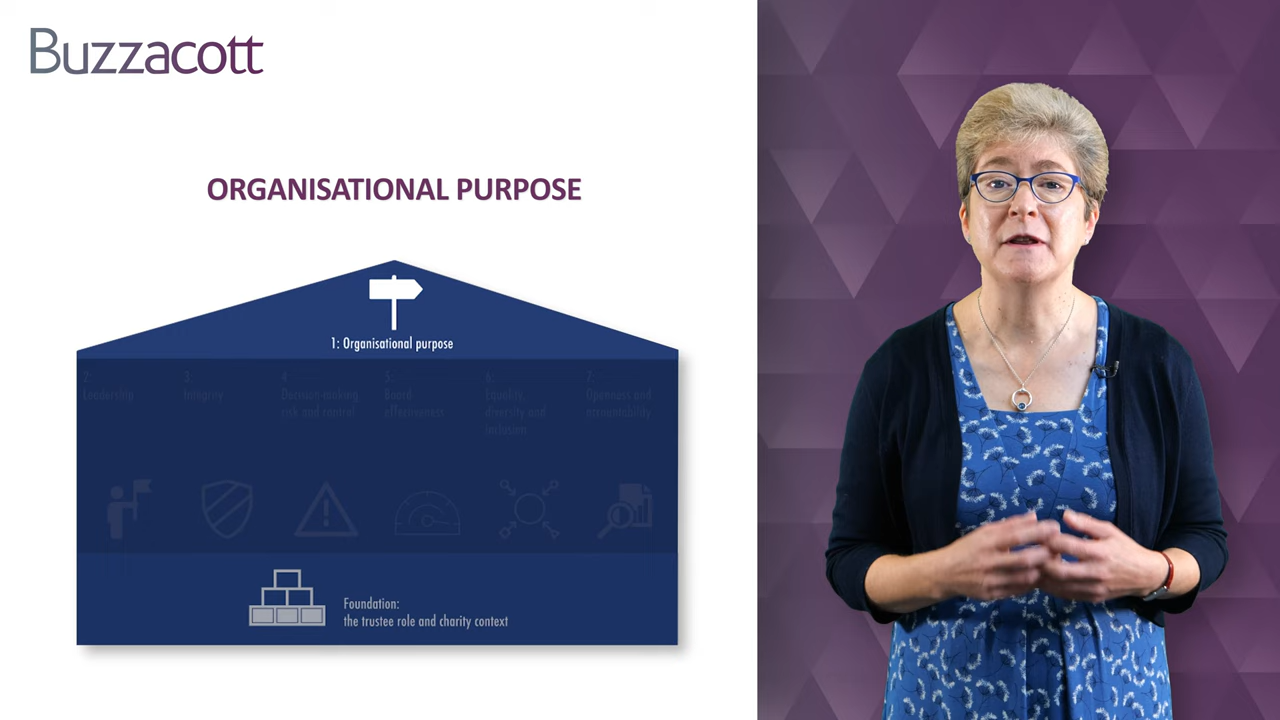 Buzzacott
ORGANISATIONAL PURPOSE
1: Organisational purpose
2:
Leadership
3:
Integrity
4:
Decision-making
risk and control
5:
Board
effectiveness
6:
Equality,
diversity and
inclusion
7:
Openness and
accountability
Foundation:
the trustee role and charity context